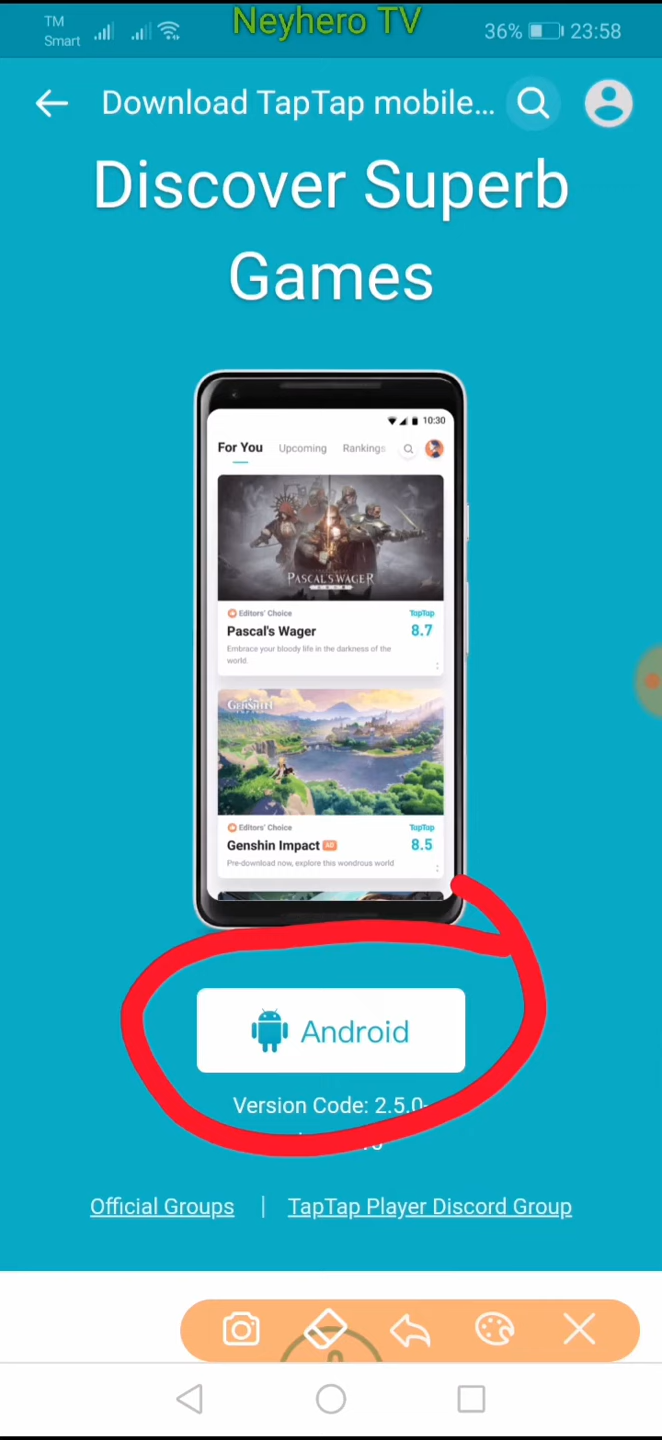 TM
Smart
Neyhero TV
36%
23:58
Download TapTap mobile...
Discover Superb
Games
10:30
For You Upcoming Rankings
PASCAL'S WAGER
Editors' Choice TapTap
Pascal's Wager 8.7
Embrace your bloody life in the darkness of the
world.
GENSHIN
IMPACT
Editors' Choice TapTap
Genshin Impact AD 8.5
Pre-download now, explore this wondrous world
Android
Version Code: 2.5.0-
Official Groups | TapTap Player Discord Group